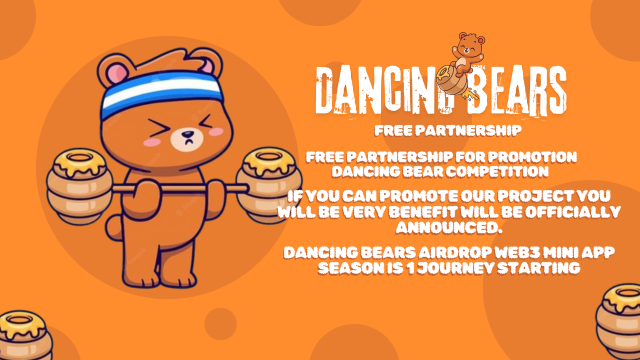 DANCING BEARS
FREE PARTNERSHIP
FREE PARTNERSHIP FOR PROMOTION
DANCING BEAR COMPETITION
IF YOU CAN PROMOTE OUR PROJECT YOU
WILL BE VERY BENEFIT WILL BE OFFICIALLY
ANNOUNCED.
DANCING BEARS AIRDROP WEB3 MINI APP
SEASON IS 1 JOURNEY STARTING